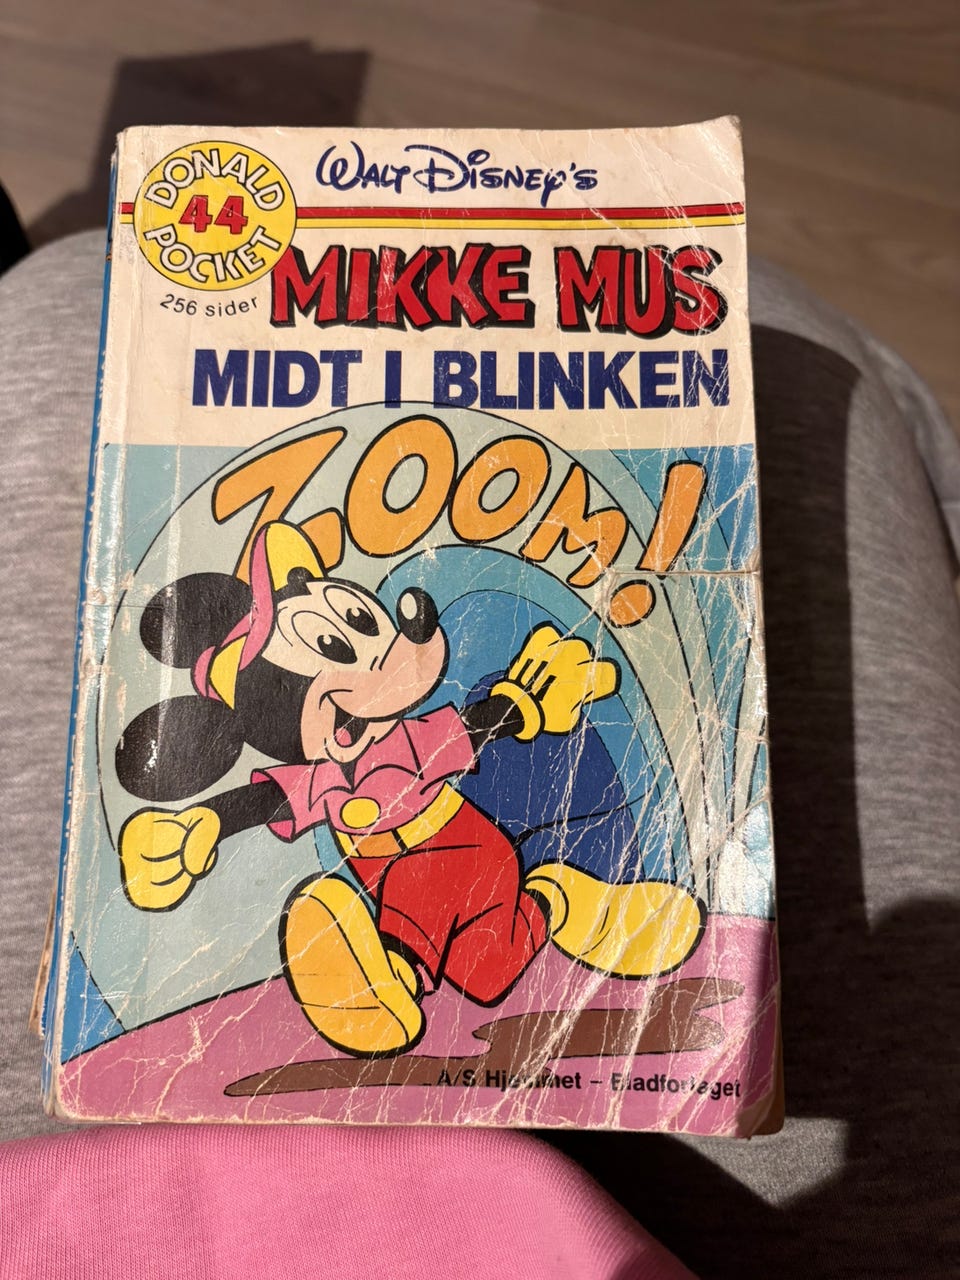 Walt Disney's
DONALD
44
POCKET
256 sider
MIKKE MUS
MIDT I BLINKEN
ZOOM!
A/S Hjemmet – Bladforlaget